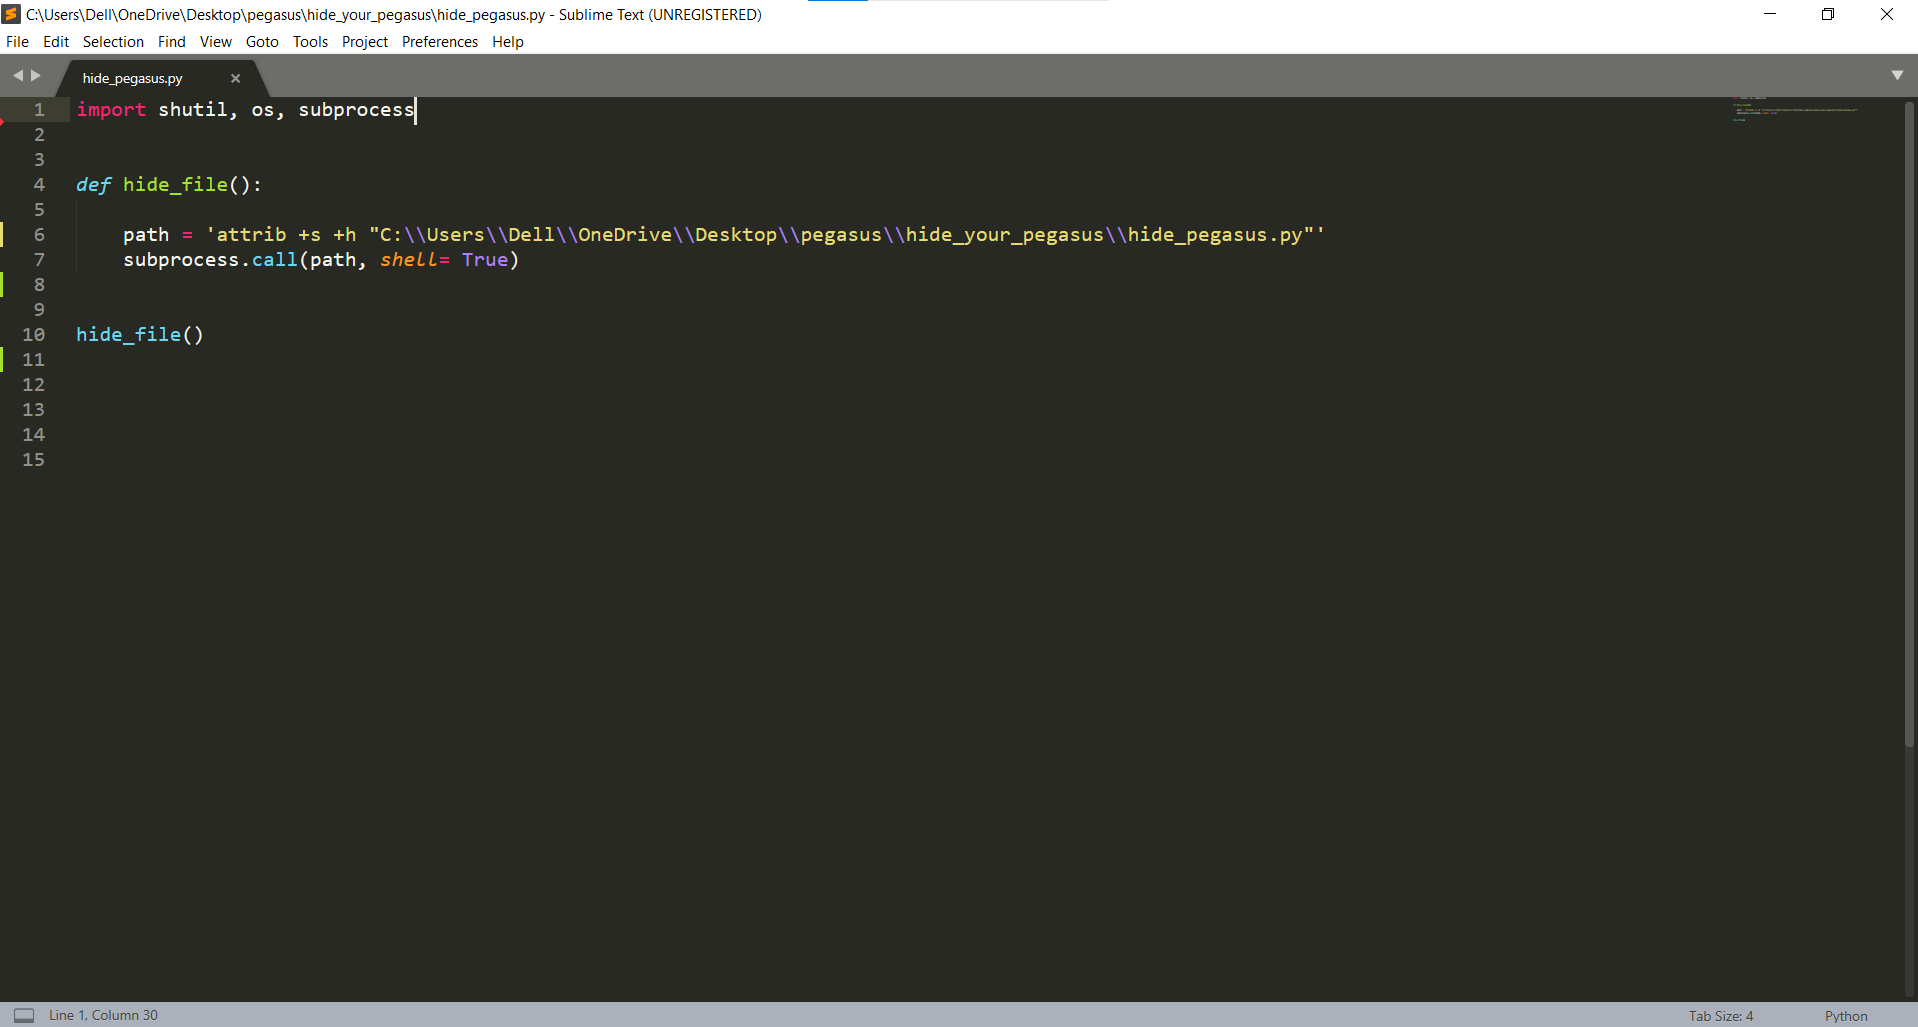 C:\Users\Dell\OneDrive\Desktop\pegasus\hide_your_pegasus\hide_pegasus.py - Sublime Text (UNREGISTERED)
File Edit Selection Find View Goto Tools Project Preferences Help
hide_pegasus.py
1 import shutil, os, subprocess
2
3
4 def hide_file():
5
6 path = 'attrib +s +h "C:\\Users\\Dell\\OneDrive\\Desktop\\pegasus\\hide_your_pegasus\\hide_pegasus.py"'
7 subprocess.call(path, shell= True)
8
9
10 hide_file()
11
12
13
14
15
Line 1, Column 30 Tab Size: 4 Python